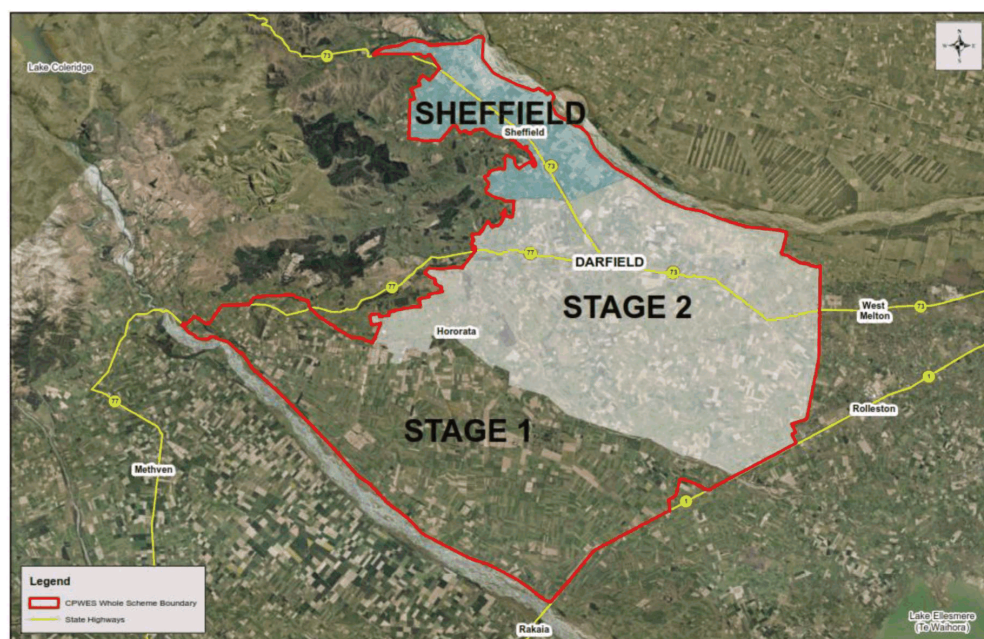 73
Lake Coleridge
SHEFFIELD
Sheffield
73
77
DARFIELD
73
77
STAGE 2
West
Melton
73
Hororata
77
1
Rolleston
STAGE 1
Methven
1
Legend
CPWES Whole Scheme Boundary
State Highways
Rakaia
Lake Ellesmere
(Te Waihora)
N
W
E
S